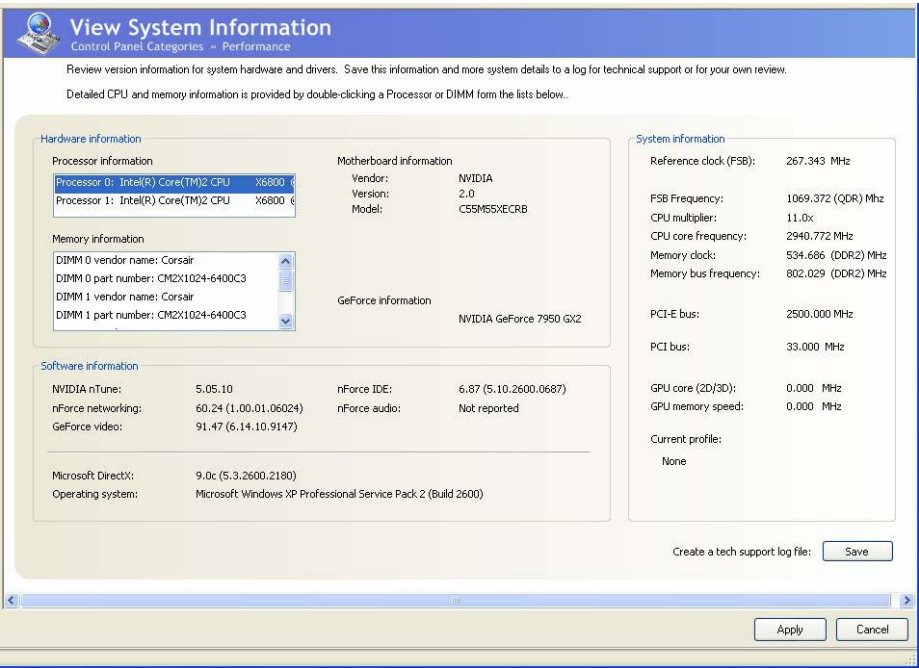 View System Information
Control Panel Categories » Performance
Review version information for system hardware and drivers. Save this information and more system details to a log for technical support or for your own review.
Detailed CPU and memory information is provided by double-clicking a Processor or DIMM form the lists below..
Hardware information
Processor information
Processor 0: Intel(R) Core(TM)2 CPU X6800 @
Processor 1: Intel(R) Core(TM)2 CPU X6800 @
Memory information
DIMM 0 vendor name: Corsair
DIMM 0 part number: CM2X1024-6400C3
DIMM 1 vendor name: Corsair
DIMM 1 part number: CM2X1024-6400C3
Motherboard information
Vendor: NVIDIA
Version: 2.0
Model: C55M55XECRB
GeForce information
NVIDIA GeForce 7950 GX2
Software information
NVIDIA nTune: 5.05.10
nForce networking: 60.24 (1.00.01.06024)
GeForce video: 91.47 (6.14.10.9147)
nForce IDE: 6.87 (5.10.2600.0687)
nForce audio: Not reported
Microsoft DirectX: 9.0c (5.3.2600.2180)
Operating system: Microsoft Windows XP Professional Service Pack 2 (Build 2600)
System information
Reference clock (FSB): 267.343 MHz
FSB Frequency: 1069.372 (QDR) Mhz
CPU multiplier: 11.0x
CPU core frequency: 2940.772 MHz
Memory clock: 534.686 (DDR2) MHz
Memory bus frequency: 802.029 (DDR2) MHz
PCI-E bus: 2500.000 MHz
PCI bus: 33.000 MHz
GPU core (2D/3D): 0.000 MHz
GPU memory speed: 0.000 MHz
Current profile:
None
Create a tech support log file: Save
Apply Cancel